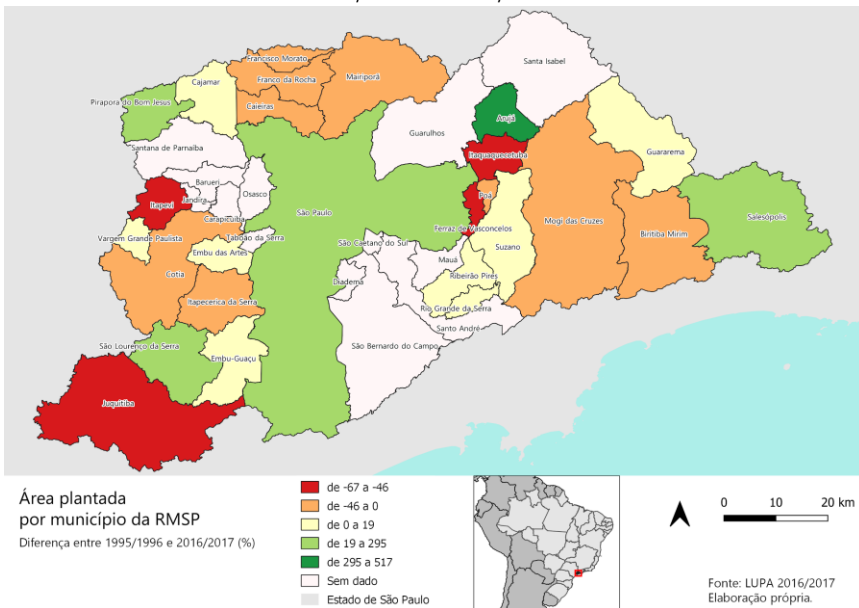 Francisco Morato
Santa Isabel
Cajamar
Franco da Rocha
Mairiporã
Pirapora do Bom Jesus
Caieiras
Arujá
Guarulhos
Santana de Parnaíba
Itaquaquecetuba
Guararema
Barueri
Osasco
Itapevi
Jandira
Poá
Carapicuíba
São Paulo
Salesópolis
Mogi das Cruzes
Ferraz de Vasconcelos
Biritiba Mirim
Vargem Grande Paulista
Taboão da Serra
São Caetano do Sul
Suzano
Embu das Artes
Mauá
Cotia
Ribeirão Pires
Diadema
Itapecerica da Serra
Rio Grande da Serra
Santo André
São Lourenço da Serra
São Bernardo do Campo
Embu-Guaçu
Juquitiba
Área plantada
por município da RMSP
Diferença entre 1995/1996 e 2016/2017 (%)
de -67 a -46
de -46 a 0
de 0 a 19
de 19 a 295
de 295 a 517
Sem dado
Estado de São Paulo
0 10 20 km
Fonte: LUPA 2016/2017
Elaboração própria.